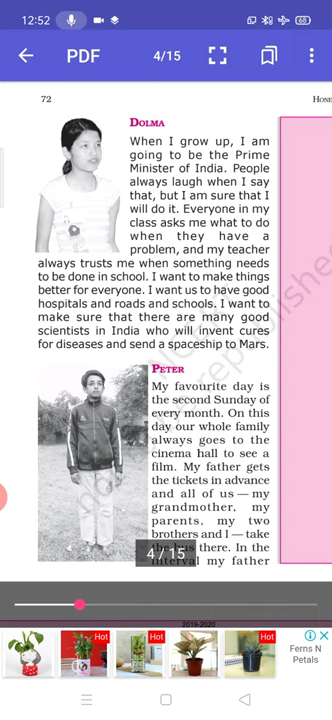 12:52
68
PDF
4/15
72
HONE
DOLMA
When I grow up, I am
going to be the Prime
Minister of India. People
always laugh when I say
that, but I am sure that I
will do it. Everyone in my
class asks me what to do
when they have a
problem, and my teacher
always trusts me when something needs
to be done in school. I want to make things
better for everyone. I want us to have good
hospitals and roads and schools. I want to
make sure that there are many good
scientists in India who will invent cures
for diseases and send a spaceship to Mars.
PETER
My favourite day is
the second Sunday of
every month. On this
day our whole family
always goes to the
cinema hall to see a
film. My father gets
the tickets in advance
and all of us — my
grandmother, my
parents, my two
brothers and I — take
the bus there. In the
interval my father
4/15
2019-2020
Hot
Hot
Hot
Hot
Ferns N
Petals